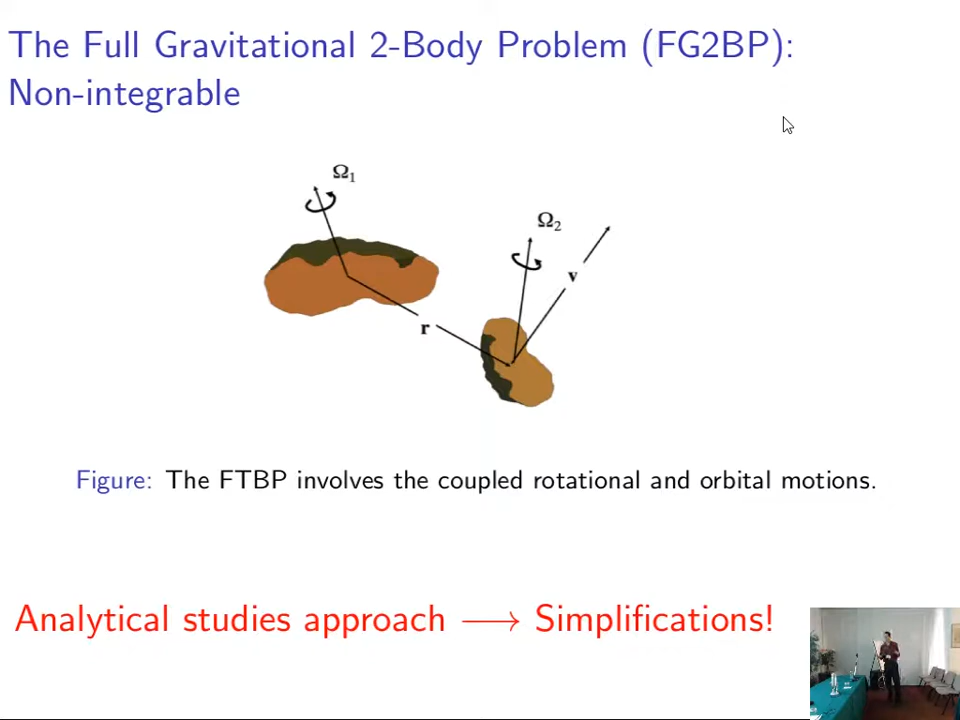 The Full Gravitational 2-Body Problem (FG2BP):
Non-integrable
Ω₁
Ω₂
v
r
Figure: The FTBP involves the coupled rotational and orbital motions.
Analytical studies approach ⟶ Simplifications!